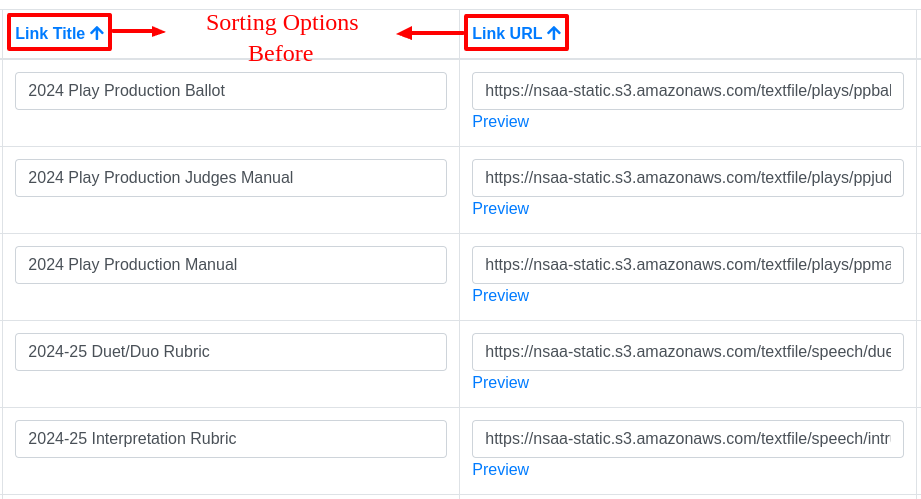 Link Title
Sorting Options
Before
Link URL
2024 Play Production Ballot
https://nsaa-static.s3.amazonaws.com/textfile/plays/ppbal
Preview
2024 Play Production Judges Manual
https://nsaa-static.s3.amazonaws.com/textfile/plays/ppjud
Preview
2024 Play Production Manual
https://nsaa-static.s3.amazonaws.com/textfile/plays/ppma
Preview
2024-25 Duet/Duo Rubric
https://nsaa-static.s3.amazonaws.com/textfile/speech/due
Preview
2024-25 Interpretation Rubric
https://nsaa-static.s3.amazonaws.com/textfile/speech/intr
Preview